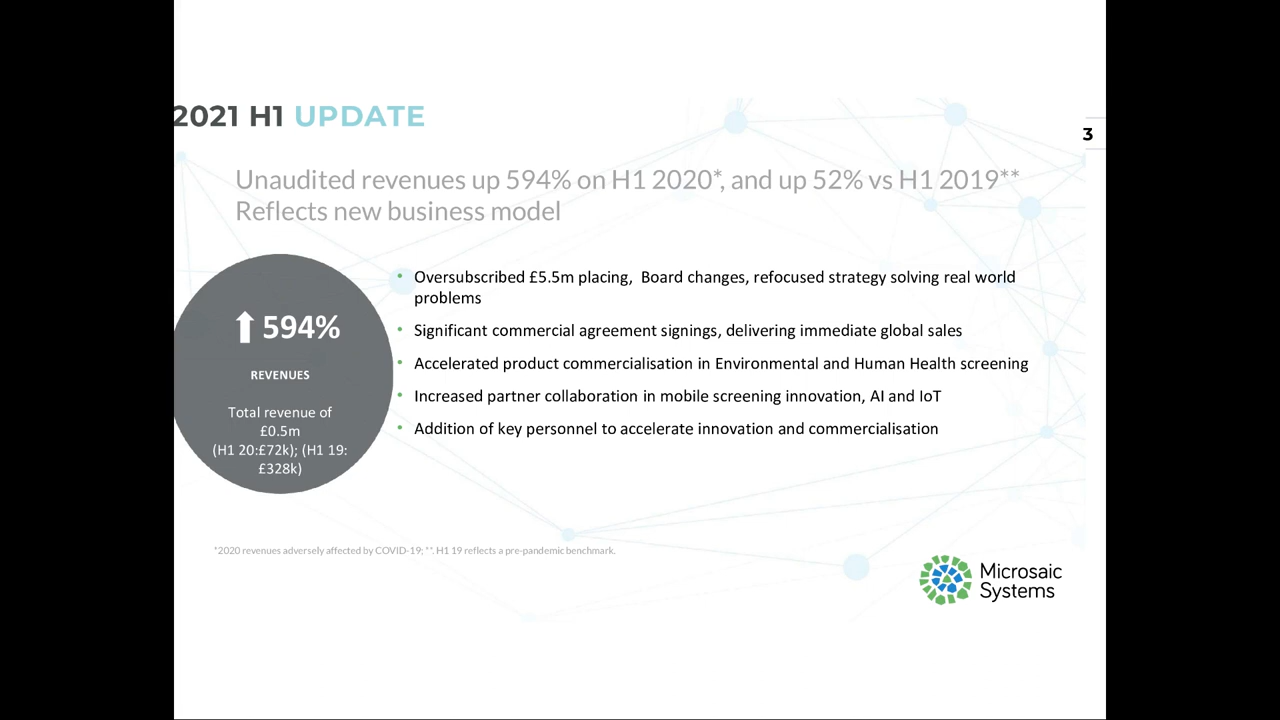 2021 H1 UPDATE
3
Unaudited revenues up 594% on H1 2020*, and up 52% vs H1 2019**
Reflects new business model
594%
REVENUES
Total revenue of
£0.5m
(H1 20:£72k); (H1 19:
£328k)
• Oversubscribed £5.5m placing, Board changes, refocused strategy solving real world
problems
• Significant commercial agreement signings, delivering immediate global sales
• Accelerated product commercialisation in Environmental and Human Health screening
• Increased partner collaboration in mobile screening innovation, AI and IoT
• Addition of key personnel to accelerate innovation and commercialisation
*2020 revenues adversely affected by COVID-19; **. H1 19 reflects a pre-pandemic benchmark.
Microsaic
Systems